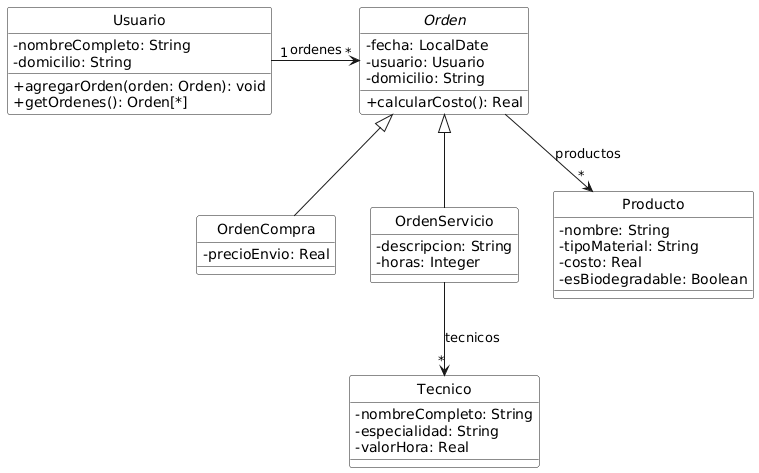 Usuario
-nombreCompleto: String
-domicilio: String
+agregarOrden(orden: Orden): void
+getOrdenes(): Orden[*]
1 ordenes *
Orden
-fecha: LocalDate
-usuario: Usuario
-domicilio: String
+calcularCosto(): Real
productos
*
OrdenCompra
-precioEnvio: Real
OrdenServicio
-descripcion: String
-horas: Integer
Producto
-nombre: String
-tipoMaterial: String
-costo: Real
-esBiodegradable: Boolean
tecnicos
*
Tecnico
-nombreCompleto: String
-especialidad: String
-valorHora: Real